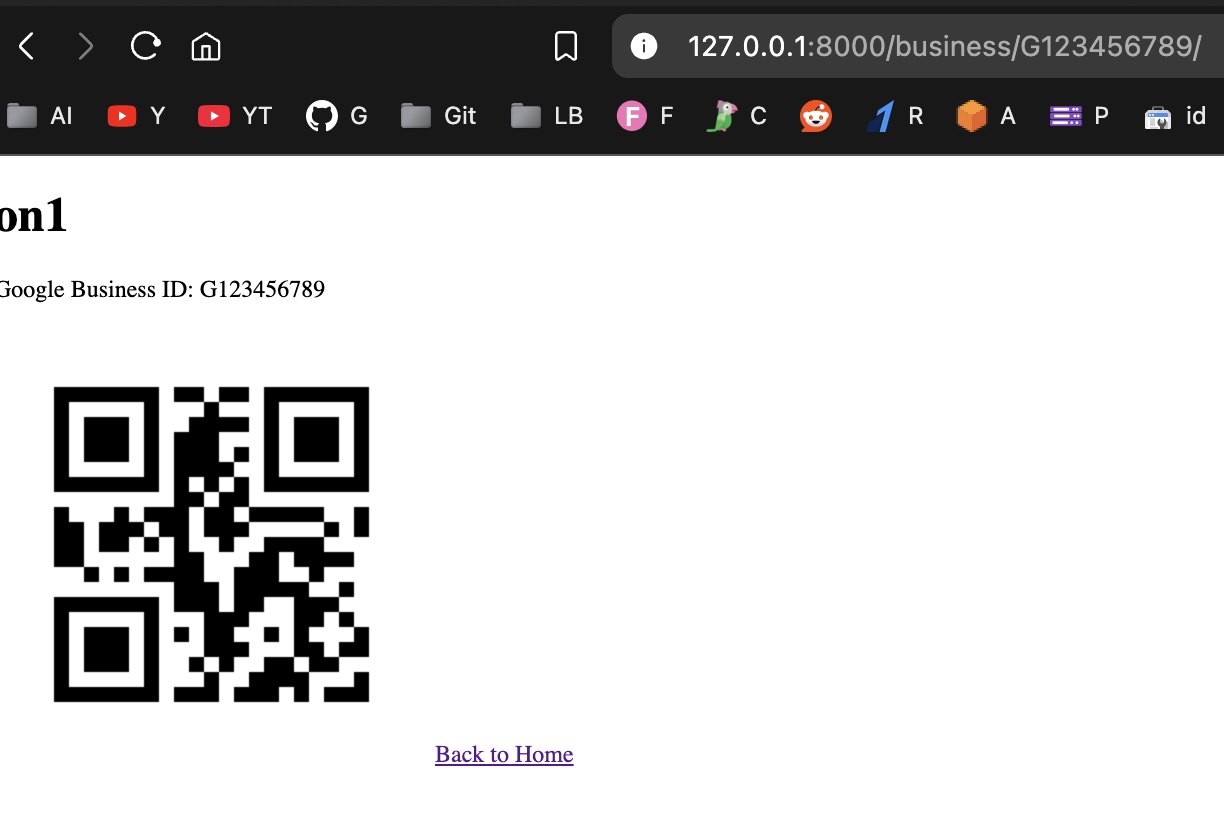 127.0.0.1:8000/business/G123456789/
AI Y YT G Git LB F F C R A P id
on1
Google Business ID: G123456789
Back to Home